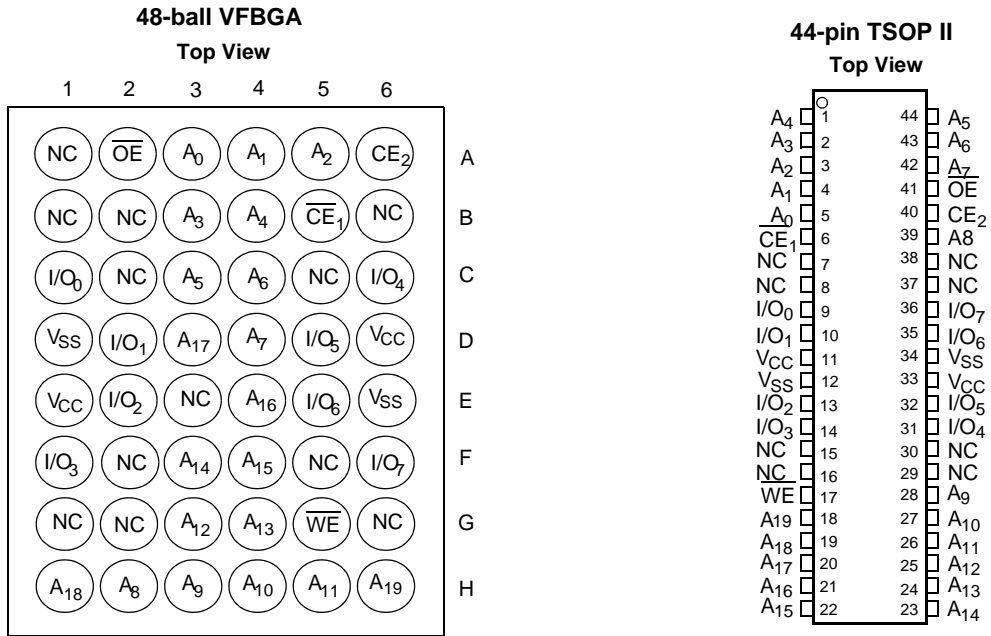 48-ball VFBGA
Top View
1 2 3 4 5 6
NC OE A0 A1 A2 CE2 A
NC NC A3 A4 CE1 NC B
I/O0 NC A5 A6 NC I/O4 C
VSS I/O1 A17 A7 I/O5 VCC D
VCC I/O2 NC A16 I/O6 VSS E
I/O3 NC A14 A15 NC I/O7 F
NC NC A12 A13 WE NC G
A18 A8 A9 A10 A11 A19 H
44-pin TSOP II
Top View
A4 1 44 A5
A3 2 43 A6
A2 3 42 A7
A1 4 41 OE
A0 5 40 CE2
CE1 6 39 A8
NC 7 38 NC
NC 8 37 NC
I/O0 9 36 I/O7
I/O1 10 35 I/O6
VCC 11 34 VSS
VSS 12 33 VCC
I/O2 13 32 I/O5
I/O3 14 31 I/O4
NC 15 30 NC
NC 16 29 NC
WE 17 28 A9
A19 18 27 A10
A18 19 26 A11
A17 20 25 A12
A16 21 24 A13
A15 22 23 A14